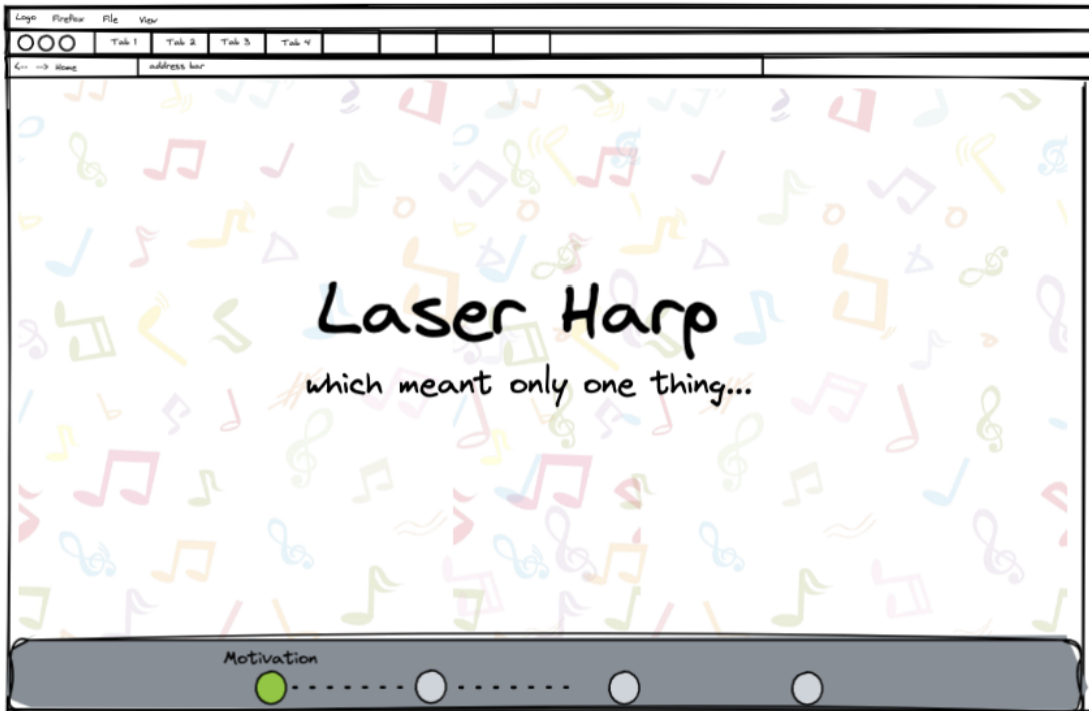 Logo Firefox File View
Tab 1 Tab 2 Tab 3 Tab 4
<-- --> Home address bar
Laser Harp
which meant only one thing...
Motivation